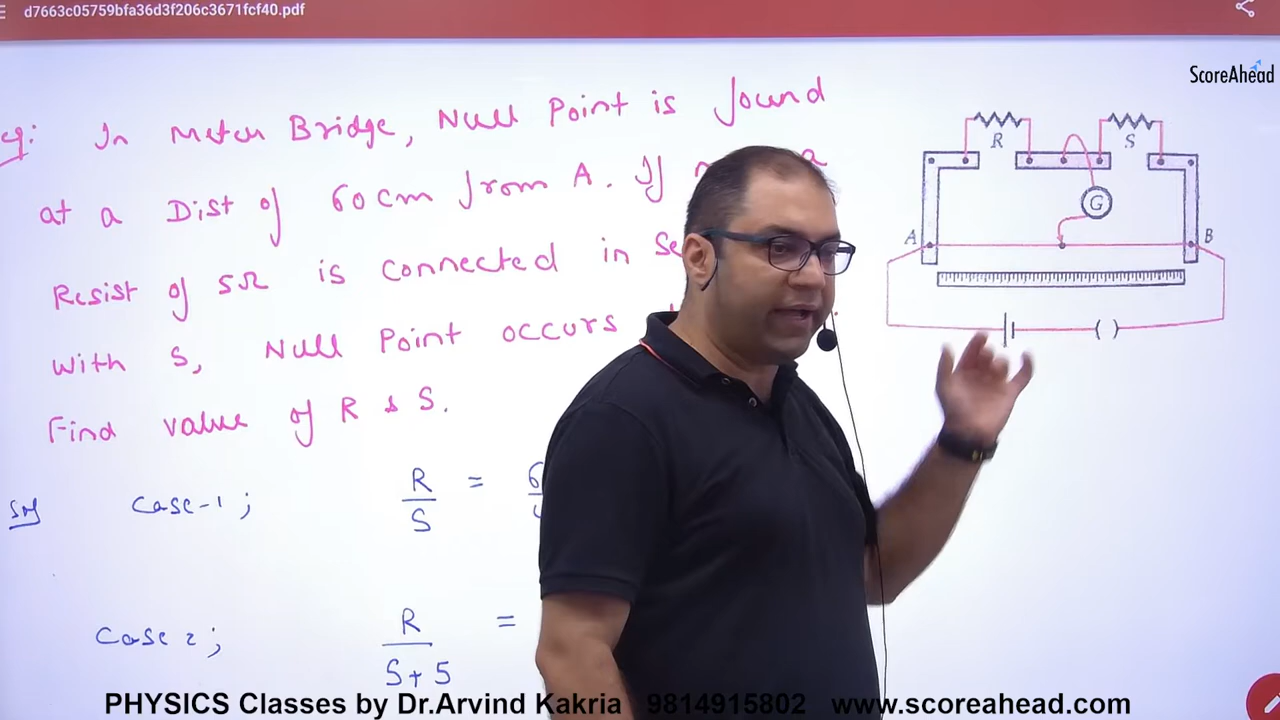 d7663c05759bfa36d3f206c3671fcf40.pdf
ScoreAhead
eg: In Meter Bridge, Null Point is found
at a Dist of 60cm from A. If a
Resist of 5Ω is connected in
with S, Null Point occurs
Find value of R & S.
Sol Case-1; R/S =
Case 2; R/S+5 =
R S
G
A B
PHYSICS Classes by Dr.Arvind Kakria 9814915802 www.scoreahead.com